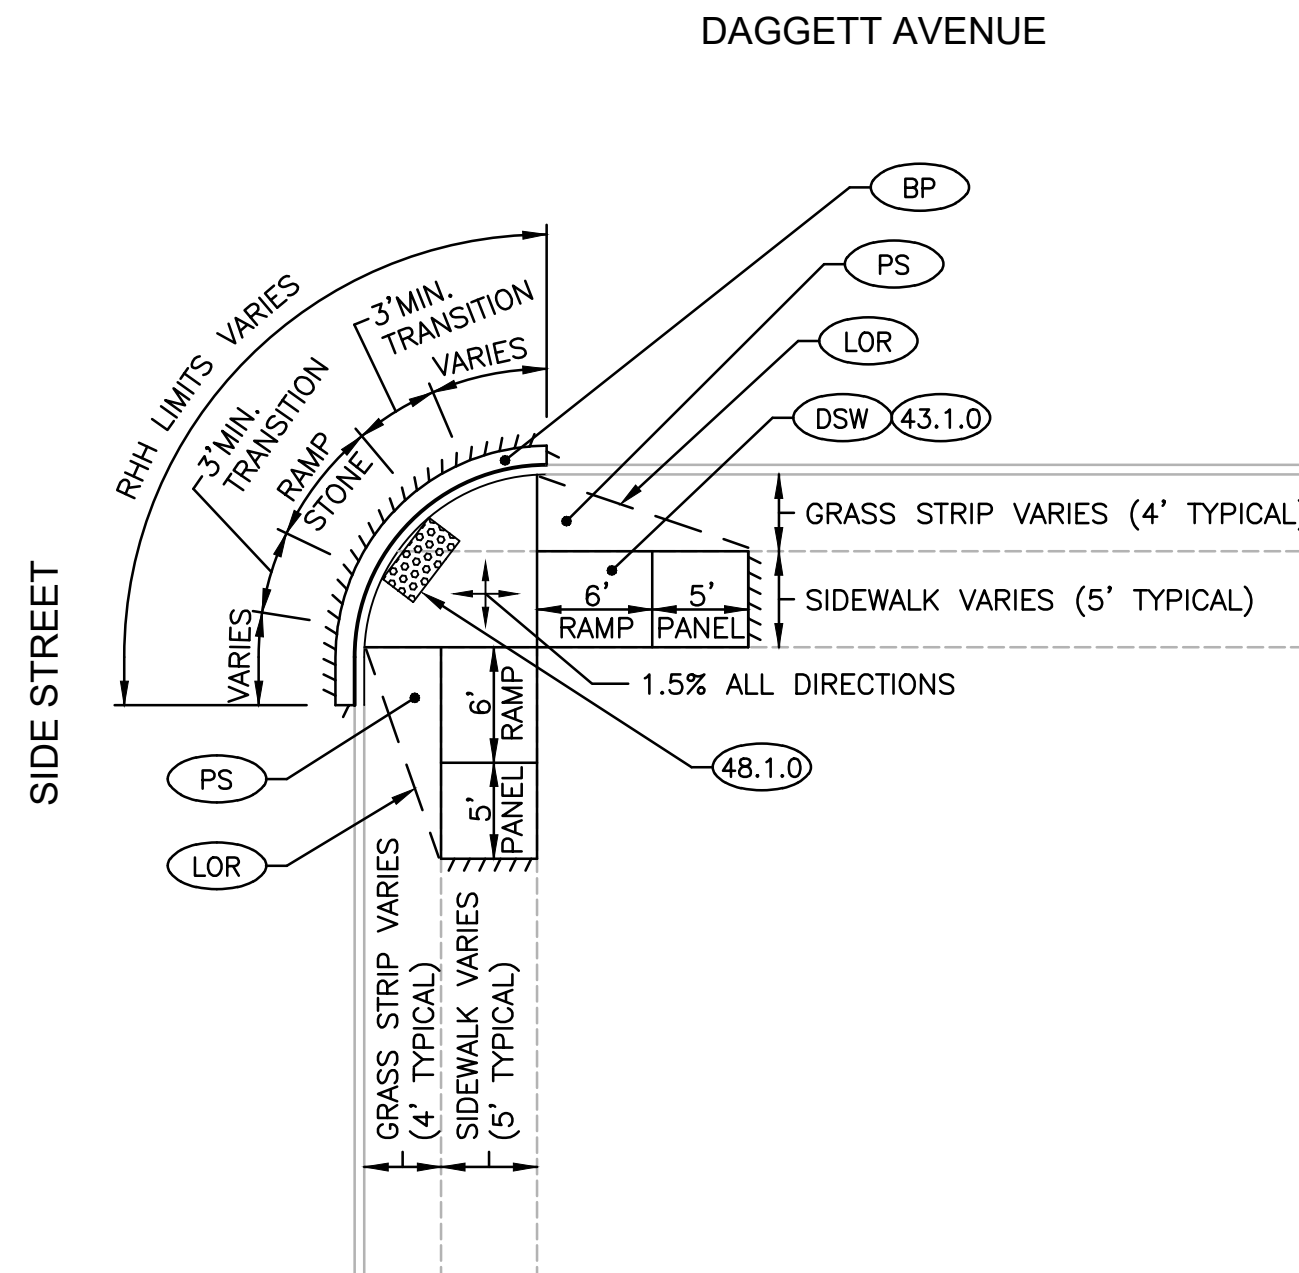 DAGGETT AVENUE
BP
PS
LOR
DSW 43.1.0
RHH LIMITS VARIES
3'MIN.
TRANSITION
VARIES
3'MIN.
TRANSITION
RAMP
STONE
VARIES
GRASS STRIP VARIES (4' TYPICAL)
SIDEWALK VARIES (5' TYPICAL)
6'
RAMP
5'
PANEL
1.5% ALL DIRECTIONS
48.1.0
SIDE STREET
6'
RAMP
5'
PANEL
PS
LOR
GRASS STRIP VARIES
(4' TYPICAL)
SIDEWALK VARIES
(5' TYPICAL)